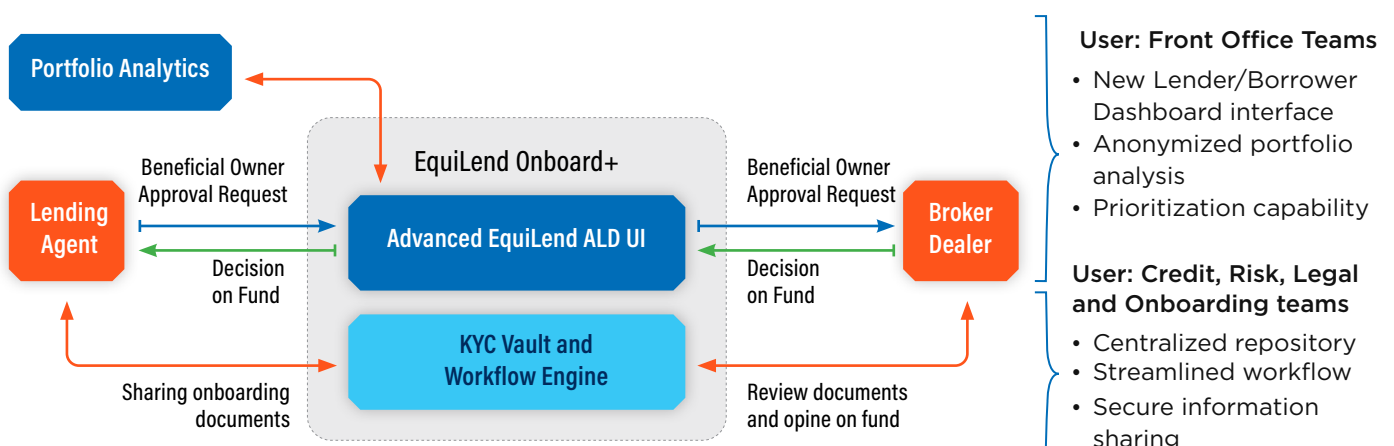 Portfolio Analytics
EquiLend Onboard+
Beneficial Owner
Approval Request
Lending
Agent
Advanced EquiLend ALD UI
Decision
on Fund
Beneficial Owner
Approval Request
Broker
Dealer
Decision
on Fund
KYC Vault and
Workflow Engine
Sharing onboarding
documents
Review documents
and opine on fund
User: Front Office Teams
• New Lender/Borrower
Dashboard interface
• Anonymized portfolio
analysis
• Prioritization capability
User: Credit, Risk, Legal
and Onboarding teams
• Centralized repository
• Streamlined workflow
• Secure information
sharing